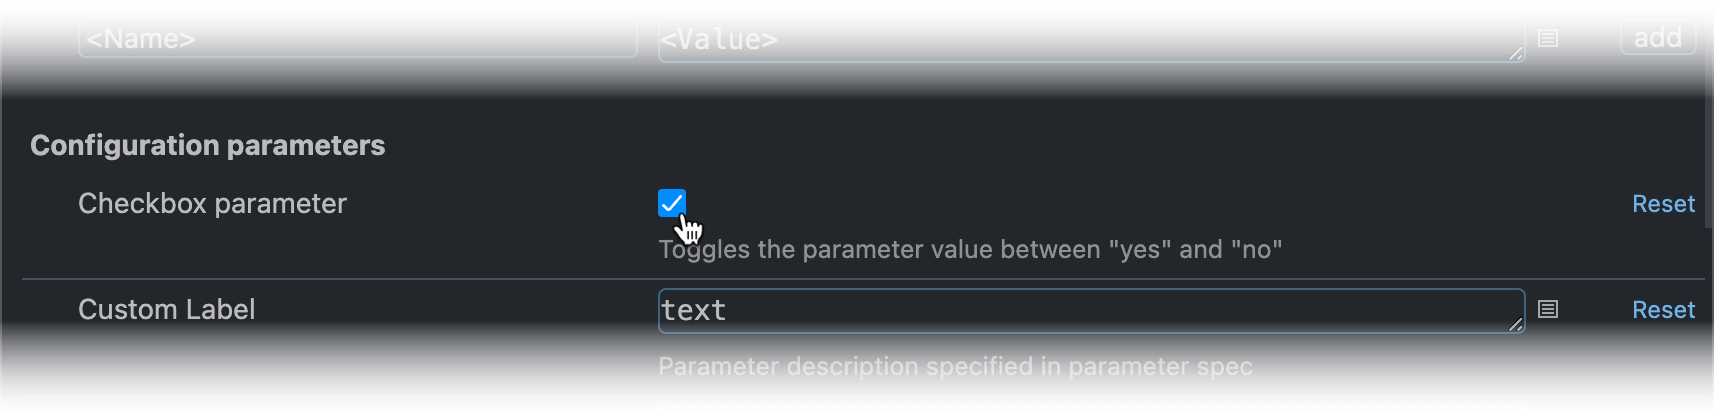 <Name> <Value> add
Configuration parameters
Checkbox parameter Reset
Toggles the parameter value between "yes" and "no"
Custom Label text Reset
Parameter description specified in parameter spec